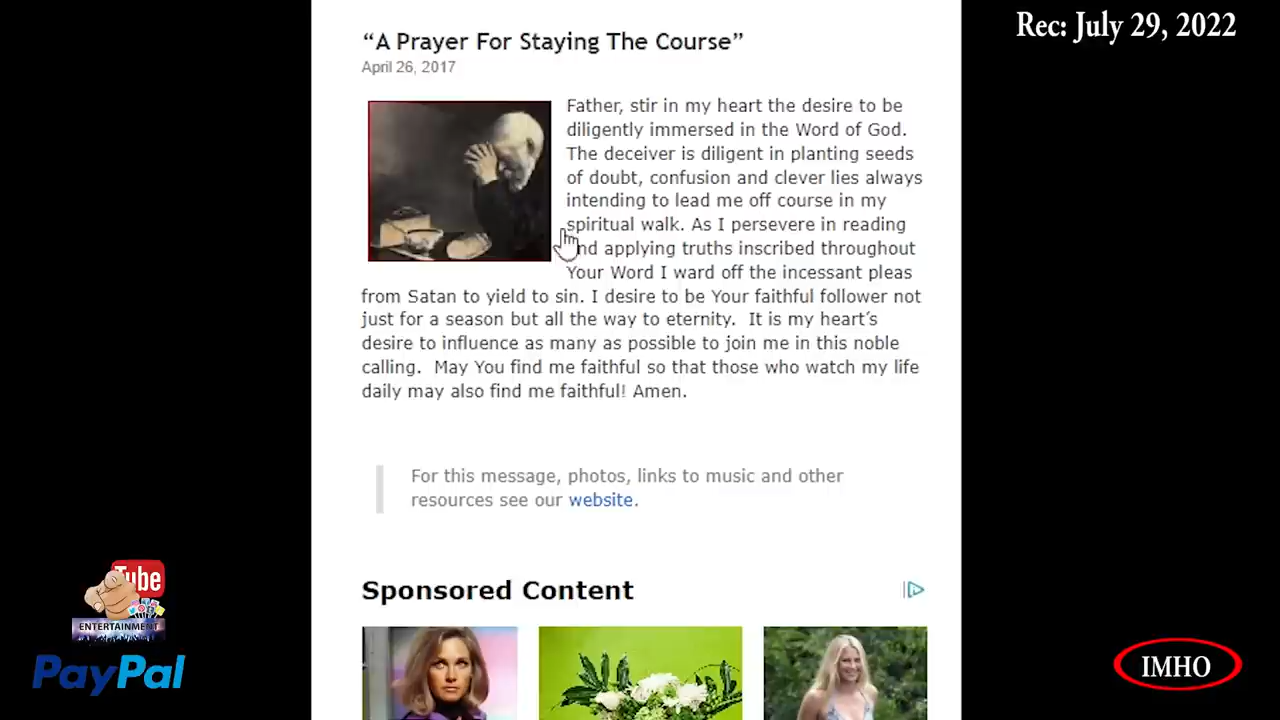 Rec: July 29, 2022
“A Prayer For Staying The Course”
April 26, 2017
Father, stir in my heart the desire to be
diligently immersed in the Word of God.
The deceiver is diligent in planting seeds
of doubt, confusion and clever lies always
intending to lead me off course in my
spiritual walk. As I persevere in reading
and applying truths inscribed throughout
Your Word I ward off the incessant pleas
from Satan to yield to sin. I desire to be Your faithful follower not
just for a season but all the way to eternity. It is my heart’s
desire to influence as many as possible to join me in this noble
calling. May You find me faithful so that those who watch my life
daily may also find me faithful! Amen.
For this message, photos, links to music and other
resources see our website.
Sponsored Content
Tube
ENTERTAINMENT
PayPal
IMHO